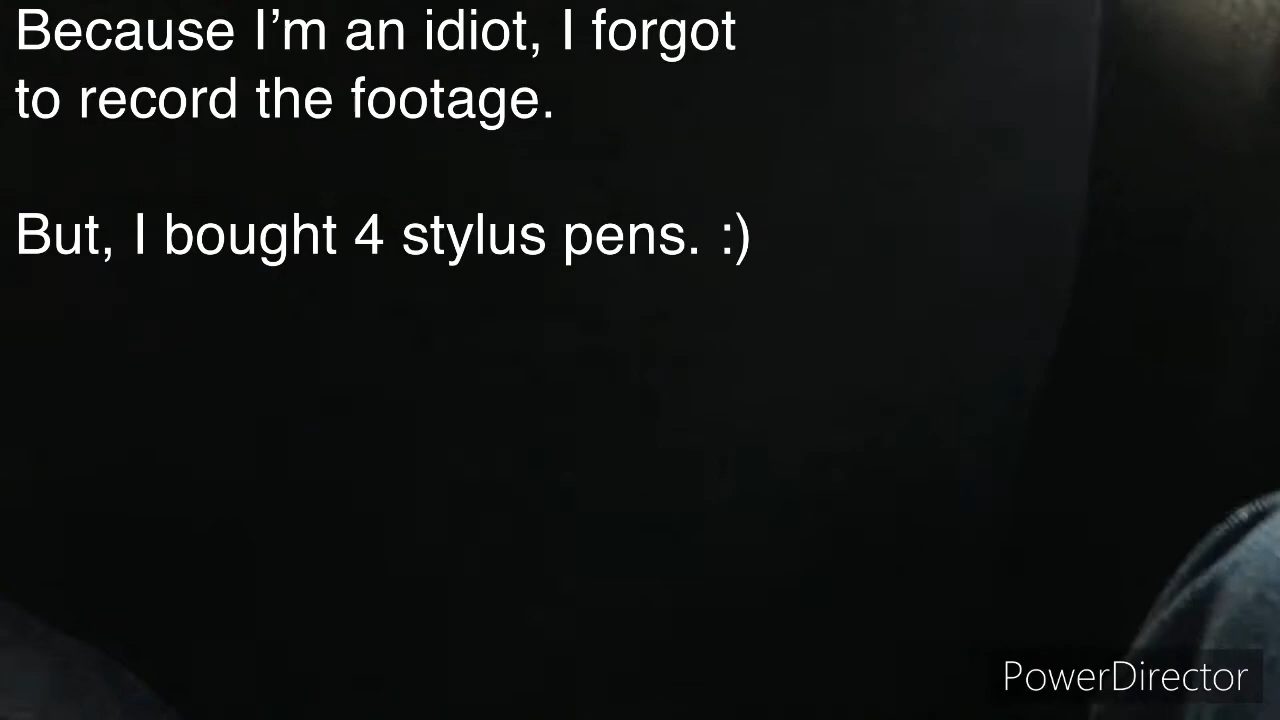 Because I’m an idiot, I forgot
to record the footage.
But, I bought 4 stylus pens. :)
PowerDirector